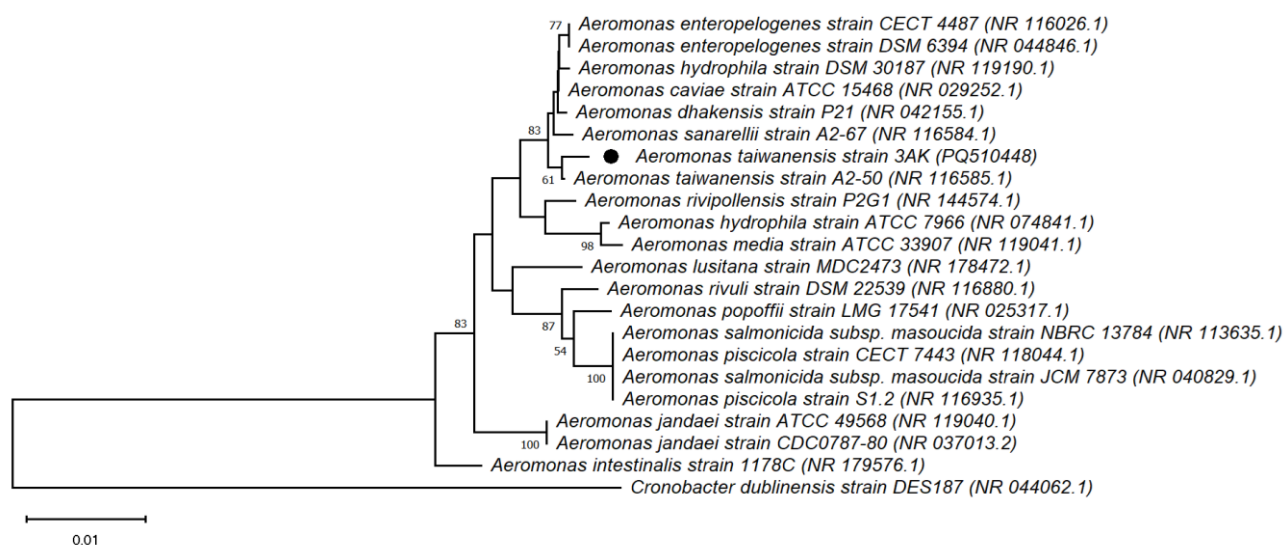 77
Aeromonas enteropelogenes strain CECT 4487 (NR 116026.1)
Aeromonas enteropelogenes strain DSM 6394 (NR 044846.1)
Aeromonas hydrophila strain DSM 30187 (NR 119190.1)
Aeromonas caviae strain ATCC 15468 (NR 029252.1)
Aeromonas dhakensis strain P21 (NR 042155.1)
83
Aeromonas sanarellii strain A2-67 (NR 116584.1)
Aeromonas taiwanensis strain 3AK (PQ510448)
61
Aeromonas taiwanensis strain A2-50 (NR 116585.1)
Aeromonas rivipollensis strain P2G1 (NR 144574.1)
Aeromonas hydrophila strain ATCC 7966 (NR 074841.1)
98
Aeromonas media strain ATCC 33907 (NR 119041.1)
Aeromonas lusitana strain MDC2473 (NR 178472.1)
Aeromonas rivuli strain DSM 22539 (NR 116880.1)
Aeromonas popoffii strain LMG 17541 (NR 025317.1)
87
83
Aeromonas salmonicida subsp. masoucida strain NBRC 13784 (NR 113635.1)
54
Aeromonas piscicola strain CECT 7443 (NR 118044.1)
100
Aeromonas salmonicida subsp. masoucida strain JCM 7873 (NR 040829.1)
Aeromonas piscicola strain S1.2 (NR 116935.1)
Aeromonas jandaei strain ATCC 49568 (NR 119040.1)
100
Aeromonas jandaei strain CDC0787-80 (NR 037013.2)
Aeromonas intestinalis strain 1178C (NR 179576.1)
Cronobacter dublinensis strain DES187 (NR 044062.1)
0.01